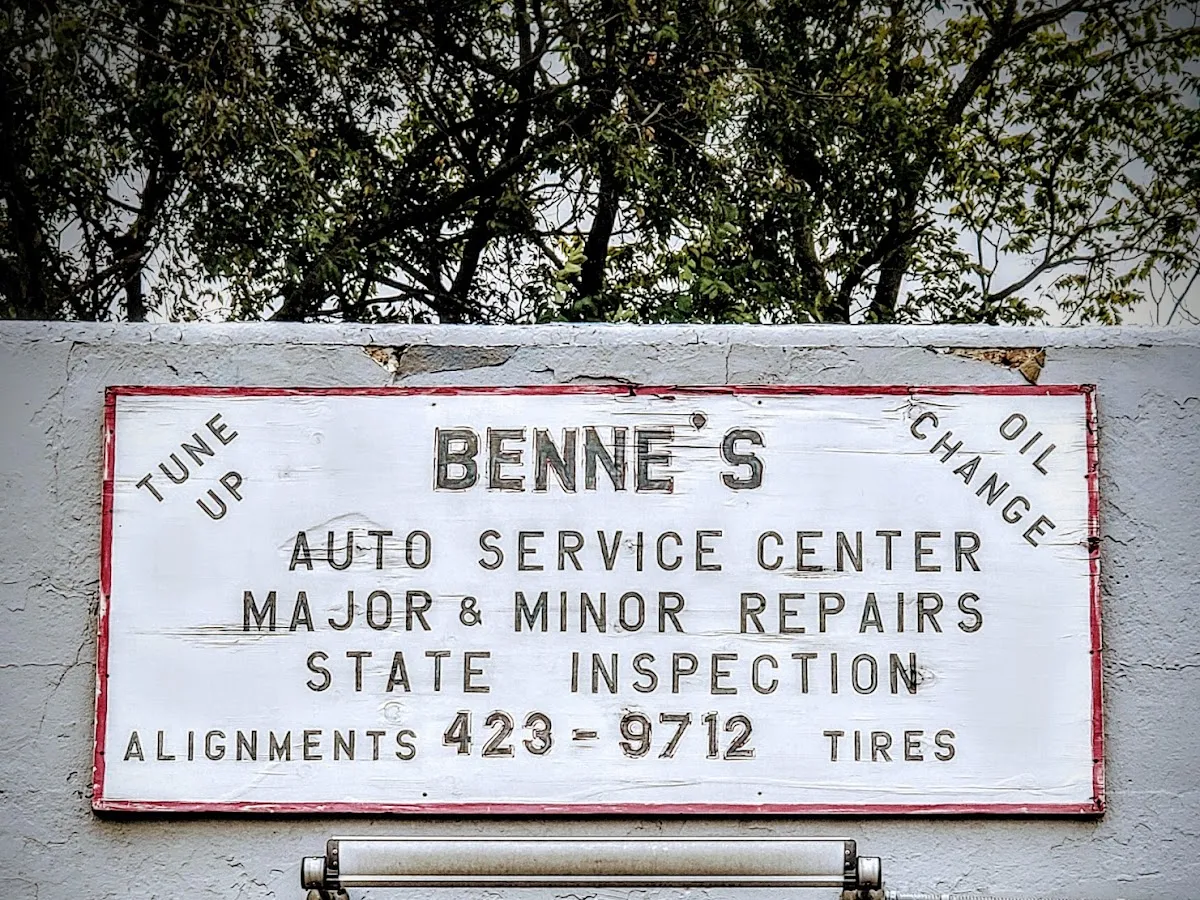 TUNE
UP
BENNE'S
OIL
CHANGE
AUTO SERVICE CENTER
MAJOR & MINOR REPAIRS
STATE INSPECTION
ALIGNMENTS 423-9712 TIRES